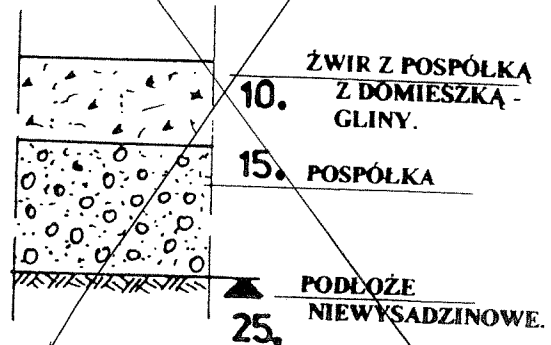 10. ŻWIR Z POSPÓŁKĄ
Z DOMIESZKĄ -
GLINY.
15. POSPÓŁKA
PODŁOŻE
NIEWYSADZINOWE.
25.